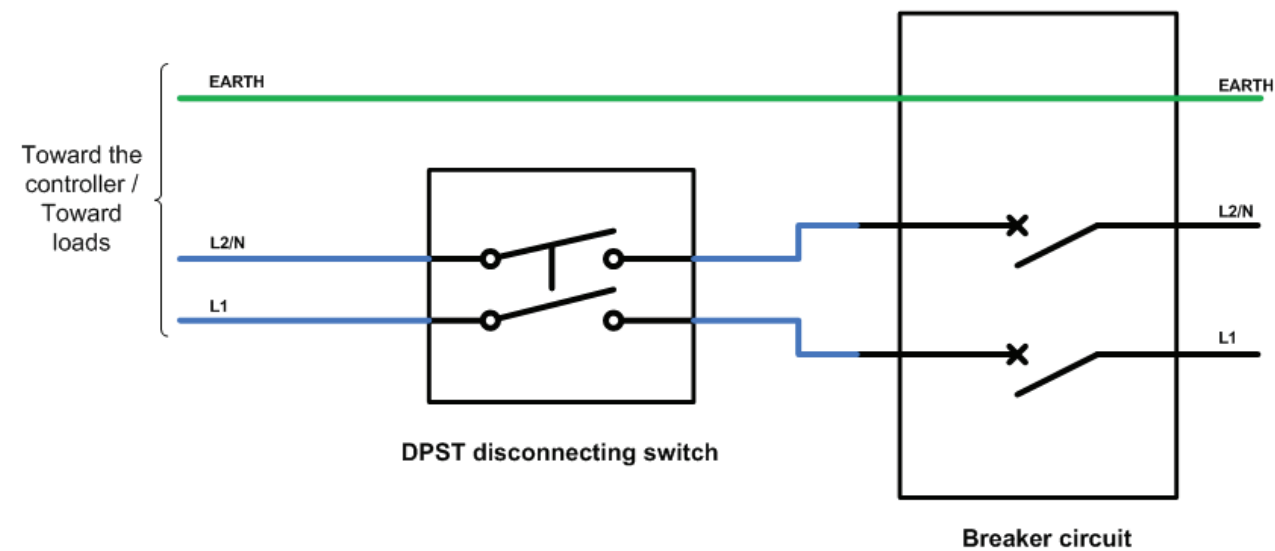 EARTH
EARTH
Toward the
controller /
Toward
loads
L2/N
L2/N
L1
L1
DPST disconnecting switch
Breaker circuit